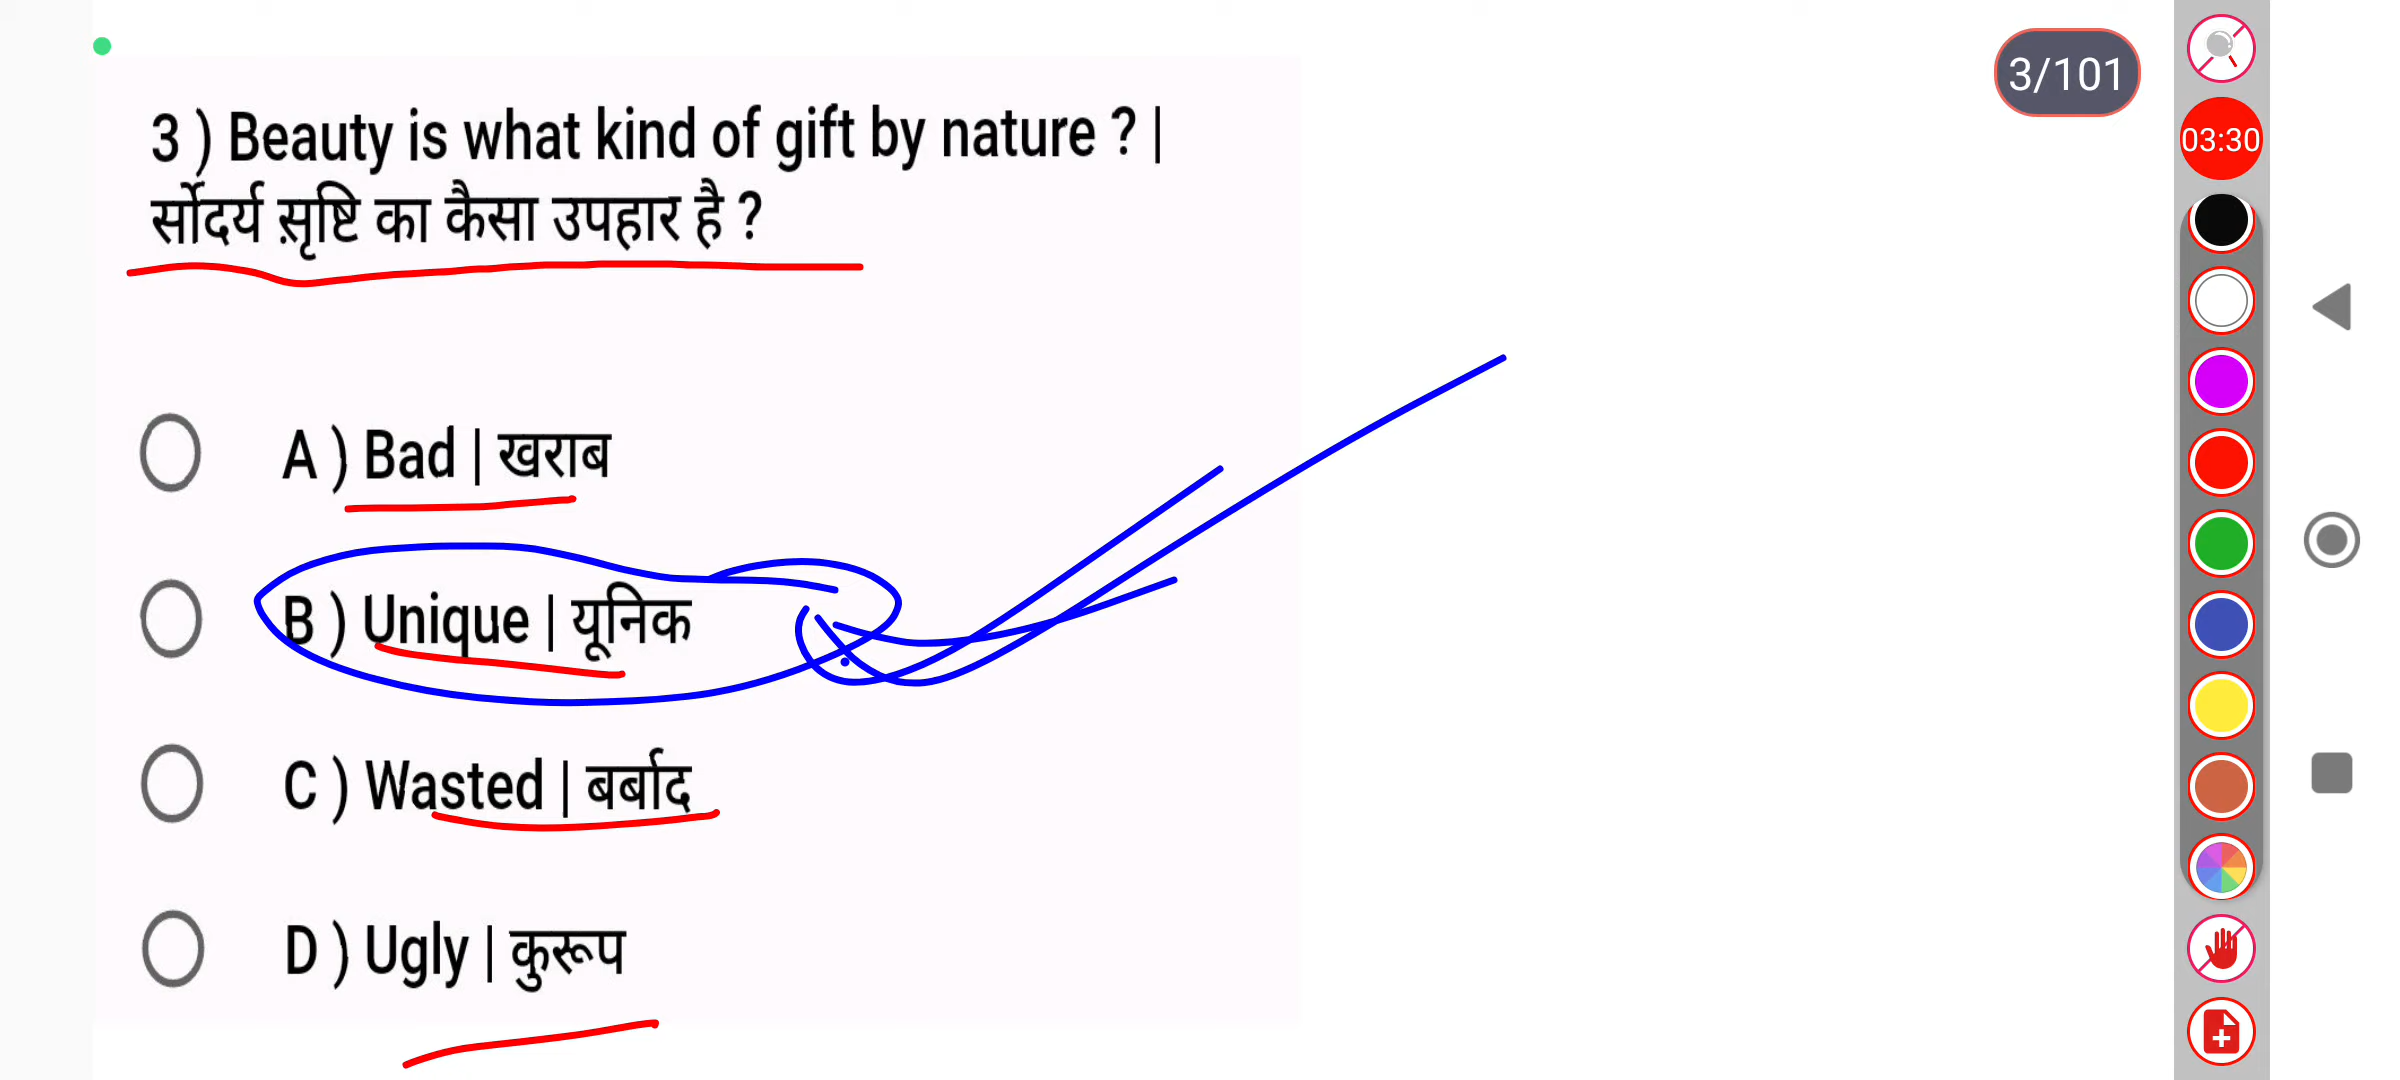 3 ) Beauty is what kind of gift by nature ? |
सोंदर्य सृष्टि का कैसा उपहार है ?
A ) Bad | खराब
B ) Unique | यूनिक
C ) Wasted | बर्बाद
D ) Ugly | कुरूप
3/101
03:30